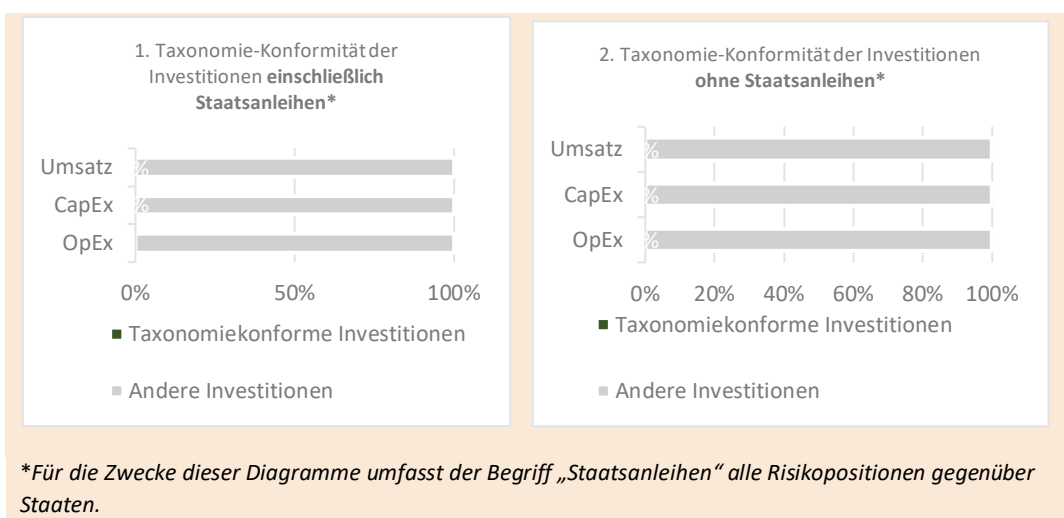 1. Taxonomie-Konformität der
Investitionen einschließlich
Staatsanleihen*
Umsatz
%
CapEx
%
OpEx
0% 50% 100%
Taxonomiekonforme Investitionen
Andere Investitionen
2. Taxonomie-Konformität der Investitionen
ohne Staatsanleihen*
Umsatz
%
CapEx
%
OpEx
%
0% 20% 40% 60% 80% 100%
Taxonomiekonforme Investitionen
Andere Investitionen
*Für die Zwecke dieser Diagramme umfasst der Begriff „Staatsanleihen“ alle Risikopositionen gegenüber
Staaten.